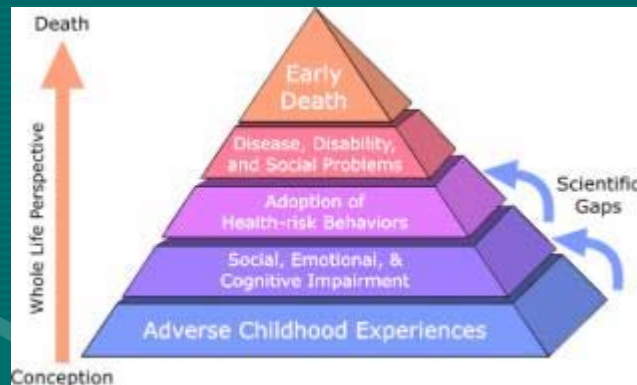 Death
Whole Life Perspective
Conception
Early
Death
Disease, Disability,
and Social Problems
Adoption of
Health-risk Behaviors
Social, Emotional, &
Cognitive Impairment
Adverse Childhood Experiences
Scientific
Gaps